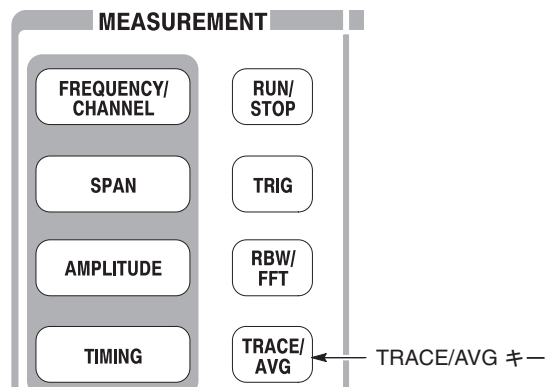 MEASUREMENT
FREQUENCY/
CHANNEL
RUN/
STOP
SPAN
TRIG
AMPLITUDE
RBW/
FFT
TIMING
TRACE/
AVG
TRACE/AVG キー